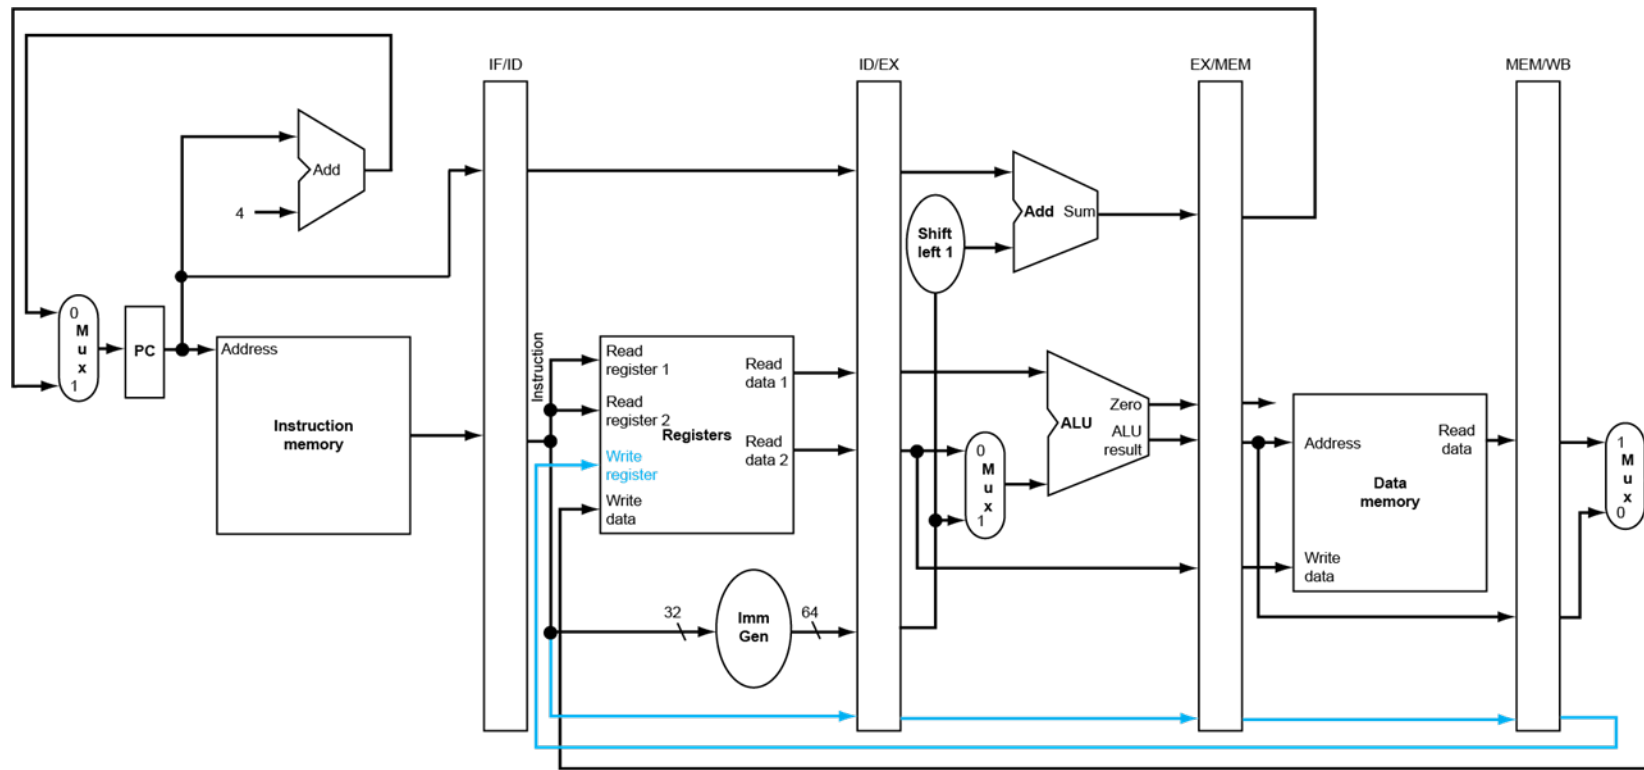 IF/ID
ID/EX
EX/MEM
MEM/WB
Add
4
Add Sum
Shift
left 1
0
M
u
x
1
PC
Address
Instruction
memory
Instruction
Read
register 1
Read
register 2
Write
register
Write
data
Registers
Read
data 1
Read
data 2
0
M
u
x
1
Zero
ALU
ALU
result
Address
Read
data
Data
memory
Write
data
1
M
u
x
0
32
Imm
Gen
64